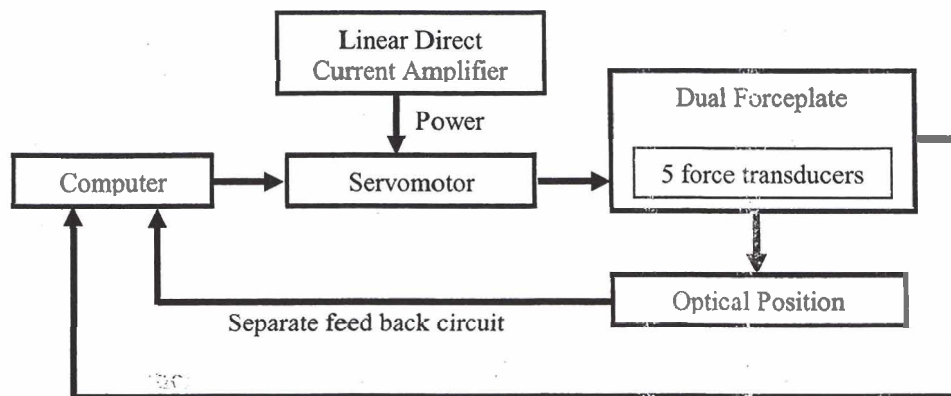 Linear Direct
Current Amplifier
Dual Forceplate
Power
Computer
Servomotor
5 force transducers
Optical Position
Separate feed back circuit